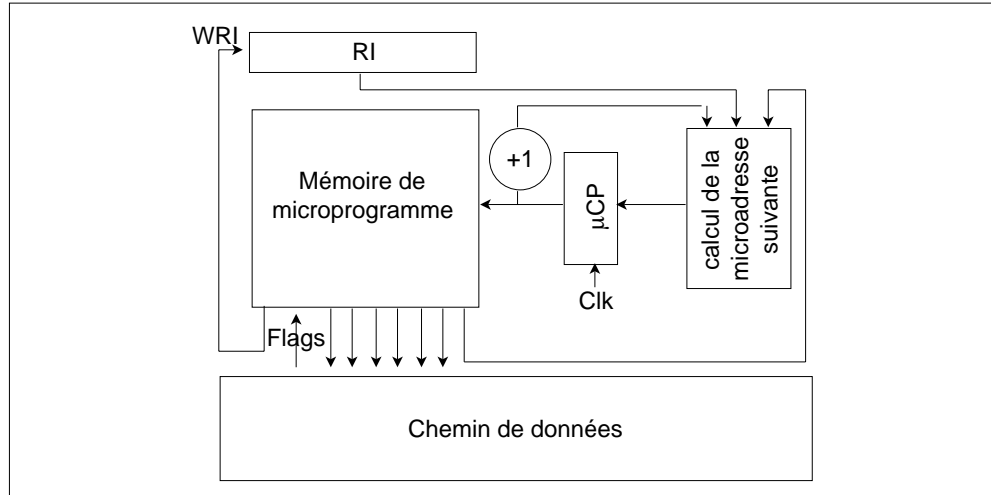 WRI
RI
+1
Mémoire de
microprogramme
µCP
calcul de la
microadresse
suivante
Clk
Flags
Chemin de données